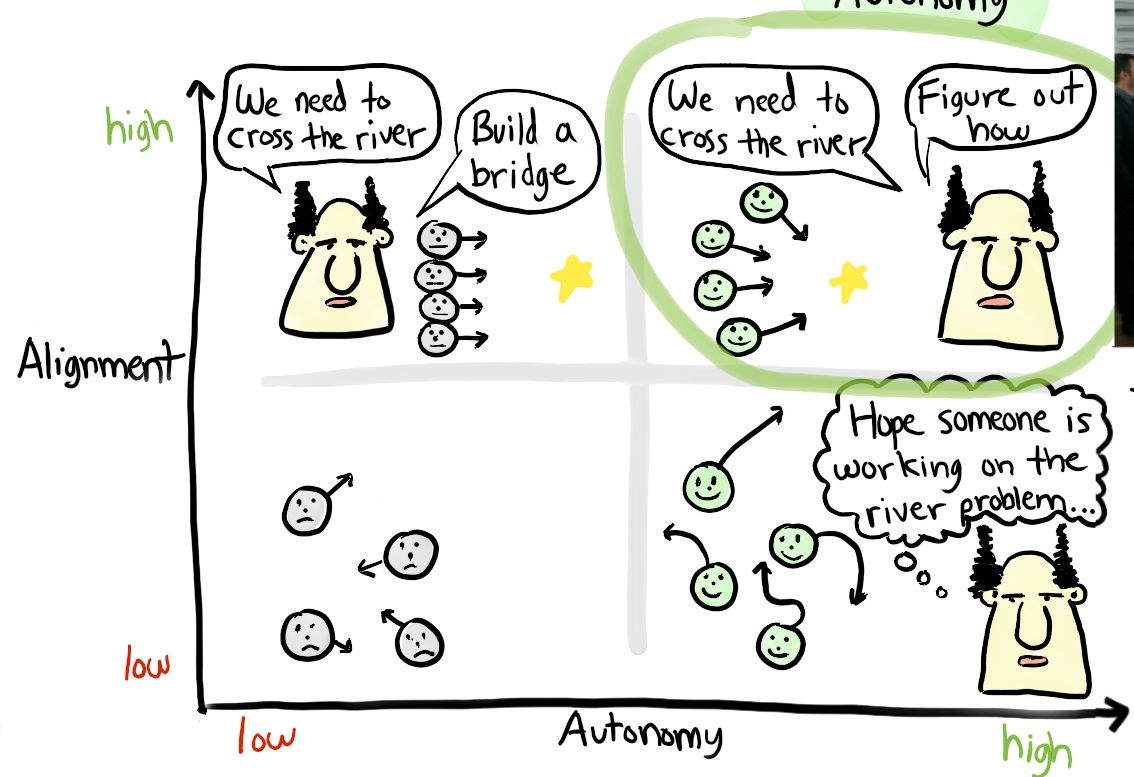 Autonomy
We need to
cross the river
Build a
bridge
We need to
cross the river
Figure out
how
high
Alignment
Hope someone is
working on the
river problem...
low
low
Autonomy
high